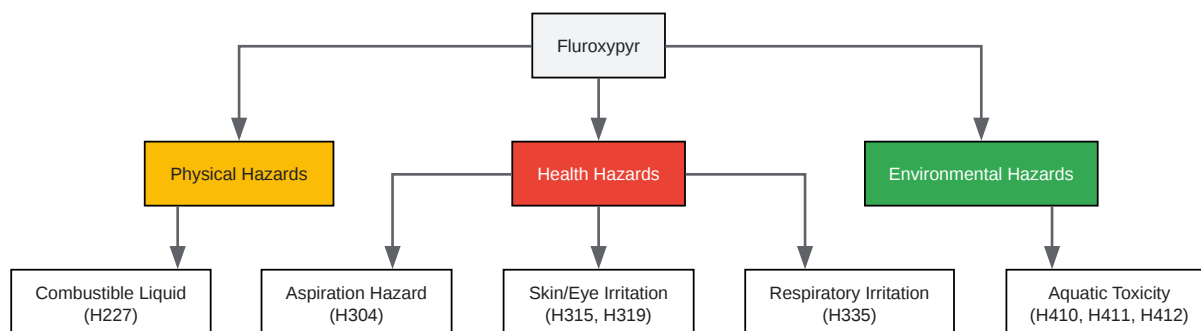 Fluroxypyr
Physical Hazards
Health Hazards
Environmental Hazards
Combustible Liquid
(H227)
Aspiration Hazard
(H304)
Skin/Eye Irritation
(H315, H319)
Respiratory Irritation
(H335)
Aquatic Toxicity
(H410, H411, H412)